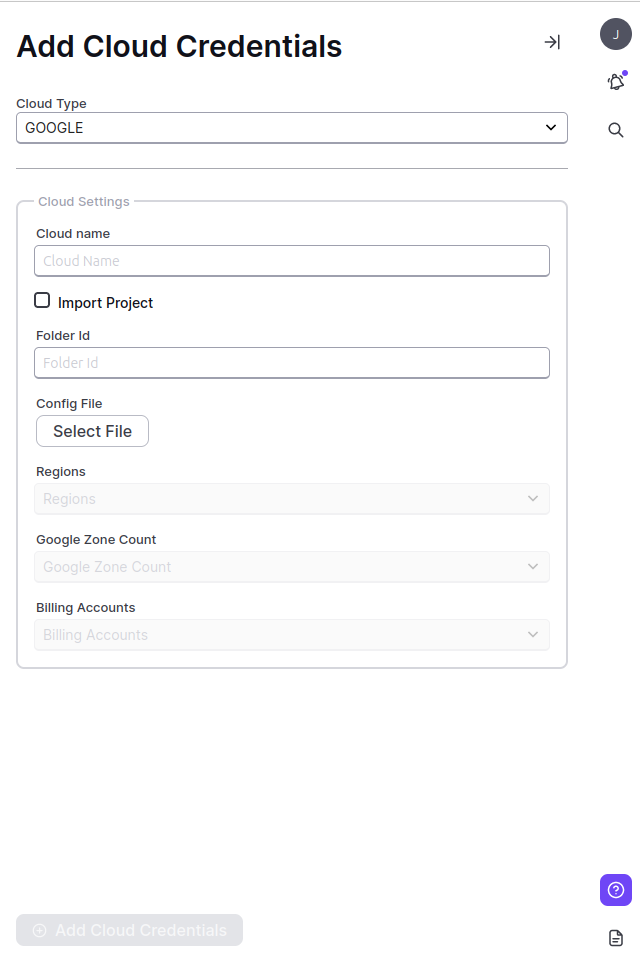 Add Cloud Credentials
J
Cloud Type
GOOGLE
Cloud Settings
Cloud name
Cloud Name
Import Project
Folder Id
Folder Id
Config File
Select File
Regions
Regions
Google Zone Count
Google Zone Count
Billing Accounts
Billing Accounts
Add Cloud Credentials